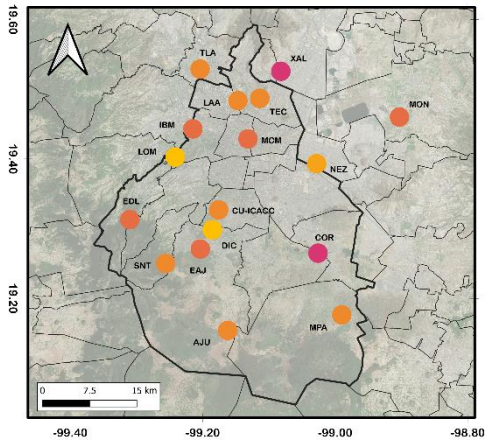 19.60
TLA
XAL
LAA
TEC
MON
IBM
MCM
19.40
LOM
NEZ
EDL
CU-ICACC
COR
DIC
SNT
EAJ
19.20
MPA
AJU
0 7.5 15 km
-99.40 -99.20 -99.00 -98.80